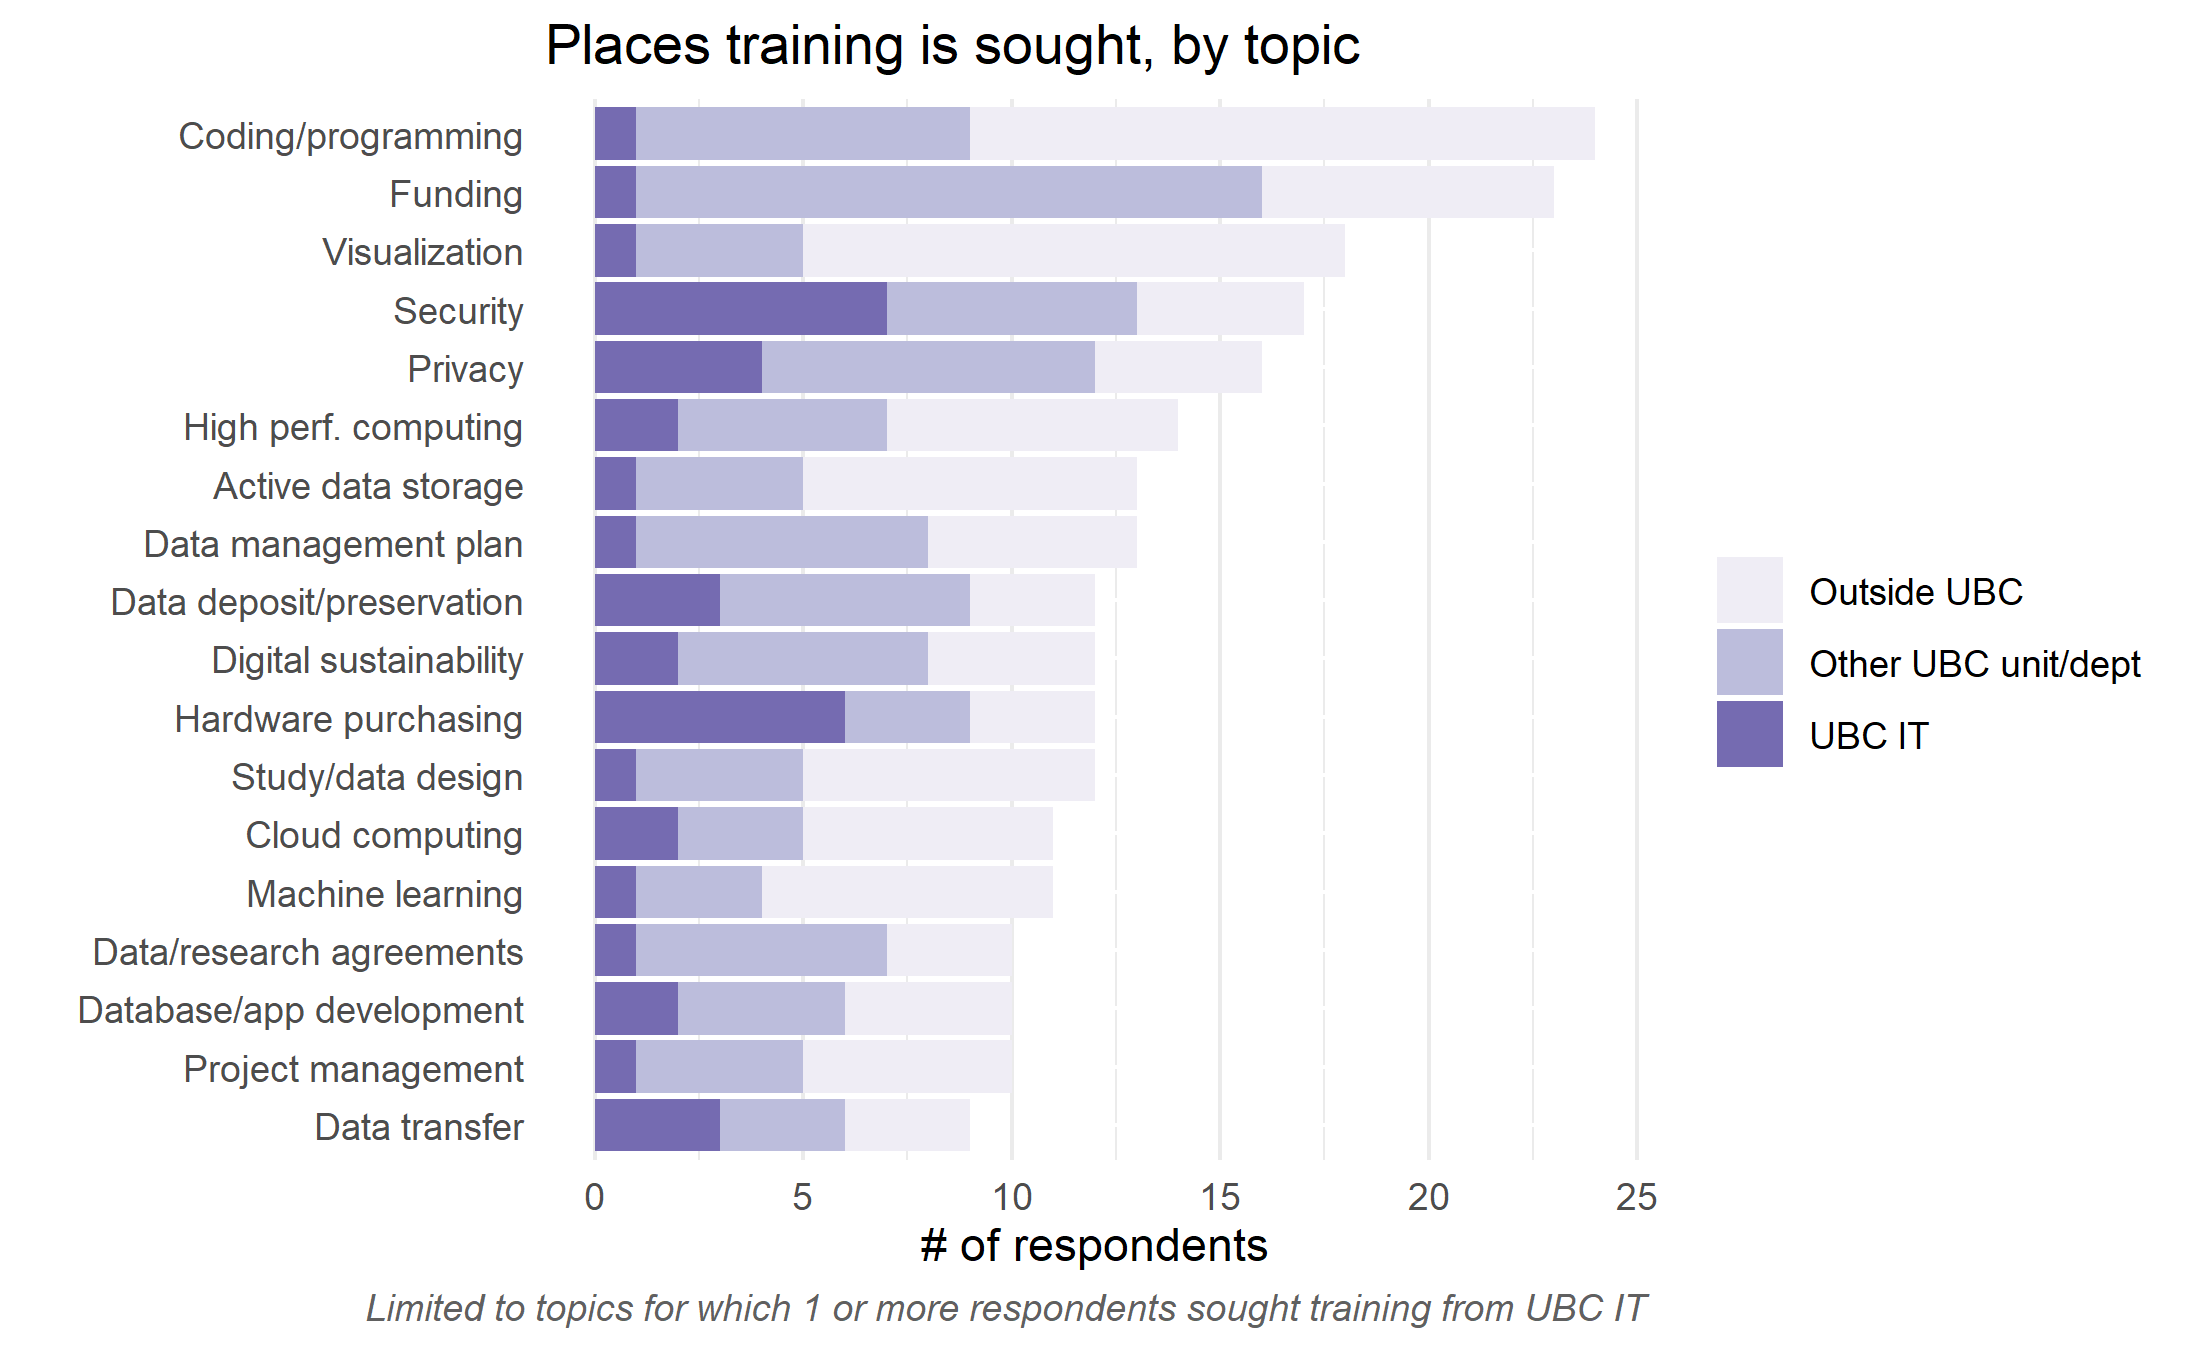 Places training is sought, by topic
Coding/programming
Funding
Visualization
Security
Privacy
High perf. computing
Active data storage
Data management plan
Data deposit/preservation
Digital sustainability
Hardware purchasing
Study/data design
Cloud computing
Machine learning
Data/research agreements
Database/app development
Project management
Data transfer
0 5 10 15 20 25
# of respondents
Limited to topics for which 1 or more respondents sought training from UBC IT
Outside UBC
Other UBC unit/dept
UBC IT